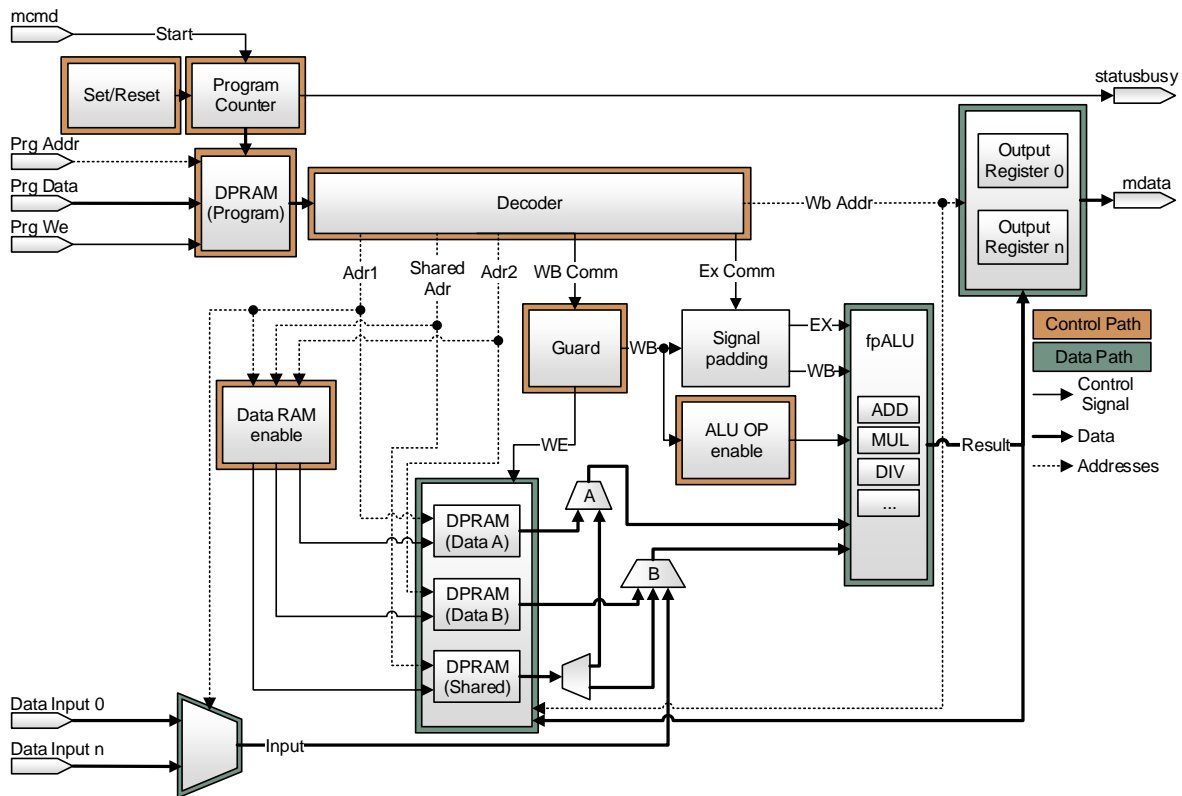 mcmd
Start
Set/Reset
Program
Counter
statusbusy
Prg Addr
Prg Data
Prg We
DPRAM
(Program)
Decoder
Wb Addr
Output
Register 0
Output
Register n
mdata
Adr1
Shared
Adr
Adr2
WB Comm
Ex Comm
Guard
WB
Signal
padding
EX
WB
fpALU
ADD
MUL
DIV
...
Result
Control Path
Data Path
Control
Signal
Data
Addresses
Data RAM
enable
WE
ALU OP
enable
A
B
DPRAM
(Data A)
DPRAM
(Data B)
DPRAM
(Shared)
Data Input 0
Data Input n
Input